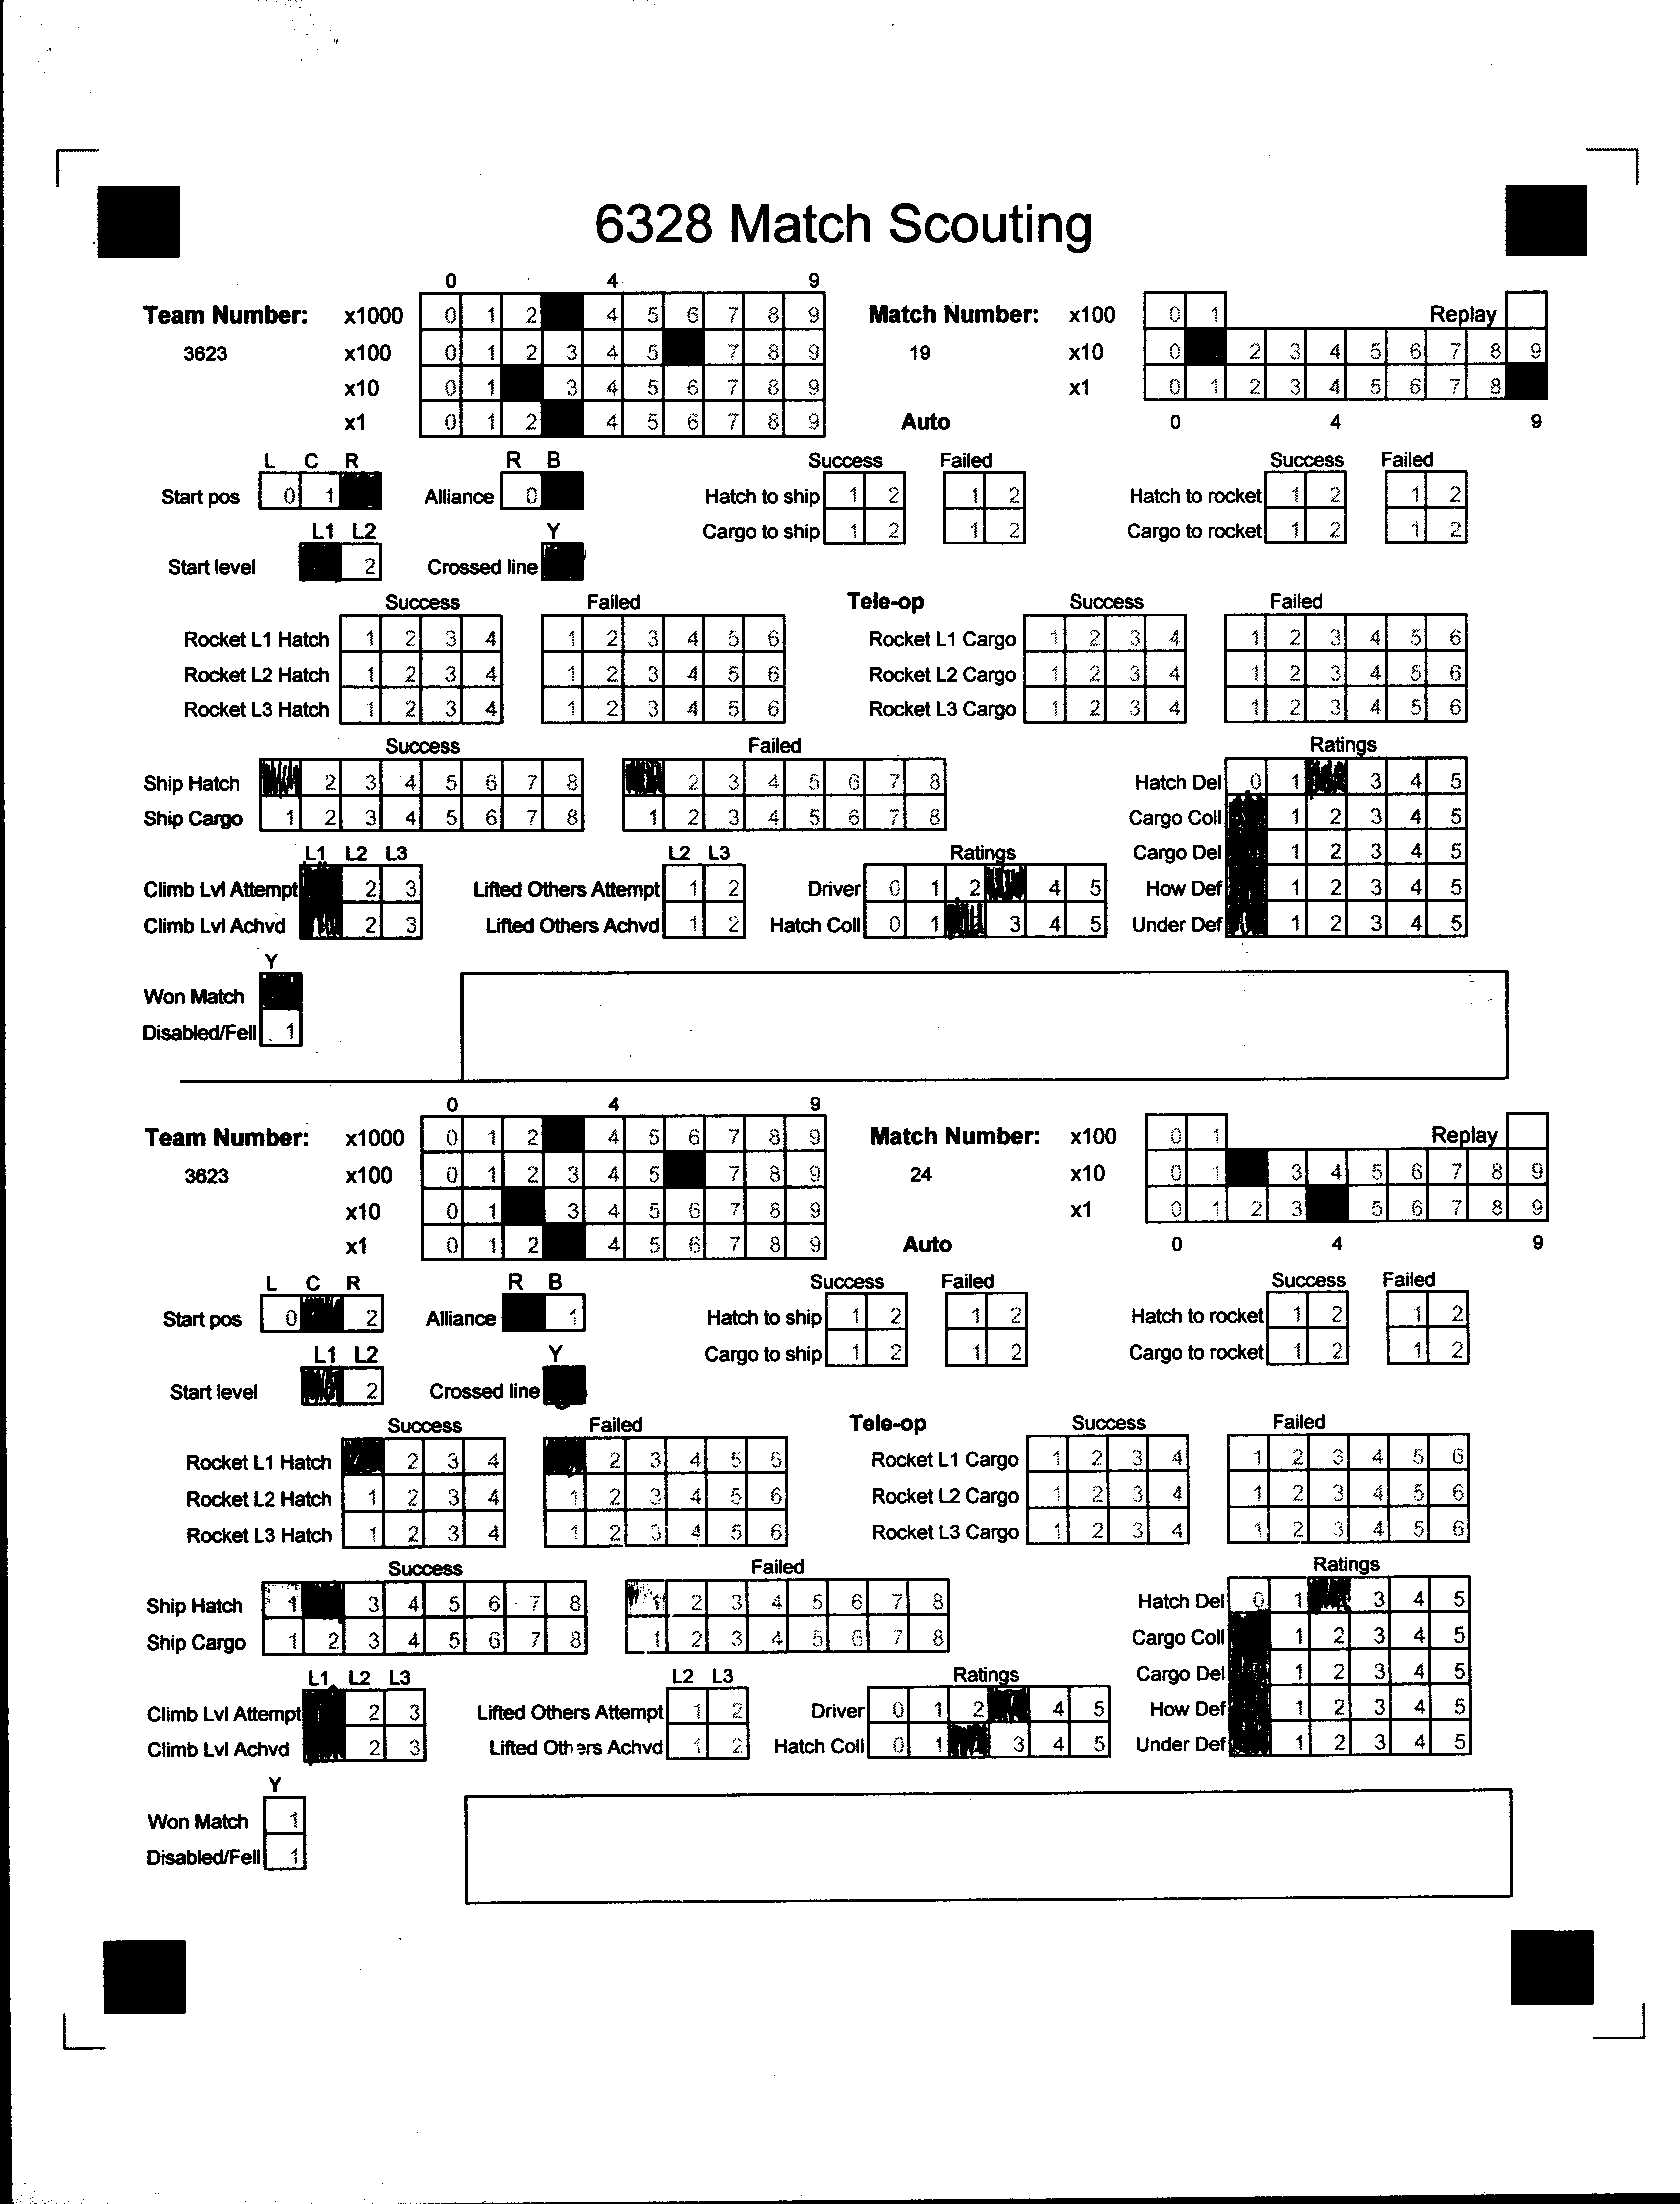 6328 Match Scouting
0 4 9
Team Number: x1000 0 1 2 4 5 6 7 8 9 Match Number: x100 0 1 Replay
3623 x100 0 1 2 3 4 5 7 8 9 19 x10 0 2 3 4 5 6 7 8 9
x10 0 1 3 4 5 6 7 8 9 x1 0 1 2 3 4 5 6 7 8
x1 0 1 2 4 5 6 7 8 9 Auto 0 4 9
L C R R B Success Failed Success Failed
Start pos 0 1 Alliance 0 Hatch to ship 1 2 1 2 Hatch to rocket 1 2 1 2
L1 L2 Y Cargo to ship 1 2 1 2 Cargo to rocket 1 2 1 2
Start level 2 Crossed line
Success Failed Tele-op Success Failed
Rocket L1 Hatch 1 2 3 4 1 2 3 4 5 6 Rocket L1 Cargo 1 2 3 4 1 2 3 4 5 6
Rocket L2 Hatch 1 2 3 4 1 2 3 4 5 6 Rocket L2 Cargo 1 2 3 4 1 2 3 4 5 6
Rocket L3 Hatch 1 2 3 4 1 2 3 4 5 6 Rocket L3 Cargo 1 2 3 4 1 2 3 4 5 6
Success Failed Ratings
Ship Hatch 2 3 4 5 6 7 8 2 3 4 5 6 7 8 Hatch Del 0 1 3 4 5
Ship Cargo 1 2 3 4 5 6 7 8 1 2 3 4 5 6 7 8 Cargo Coll 1 2 3 4 5
L1 L2 L3 L2 L3 Ratings Cargo Del 1 2 3 4 5
Climb Lvl Attempt 2 3 Lifted Others Attempt 1 2 Driver 0 1 2 4 5 How Def 1 2 3 4 5
Climb Lvl Achvd 2 3 Lifted Others Achvd 1 2 Hatch Coll 0 1 3 4 5 Under Def 1 2 3 4 5
Y
Won Match
Disabled/Fell 1
0 4 9
Team Number: x1000 0 1 2 4 5 6 7 8 9 Match Number: x100 0 1 Replay
3623 x100 0 1 2 3 4 5 7 8 9 24 x10 0 1 3 4 5 6 7 8 9
x10 0 1 3 4 5 6 7 8 9 x1 0 1 2 3 5 6 7 8 9
x1 0 1 2 4 5 6 7 8 9 Auto 0 4 9
L C R R B Success Failed Success Failed
Start pos 0 2 Alliance 1 Hatch to ship 1 2 1 2 Hatch to rocket 1 2 1 2
L1 L2 Y Cargo to ship 1 2 1 2 Cargo to rocket 1 2 1 2
Start level 2 Crossed line
Success Failed Tele-op Success Failed
Rocket L1 Hatch 2 3 4 2 3 4 5 6 Rocket L1 Cargo 1 2 3 4 1 2 3 4 5 6
Rocket L2 Hatch 1 2 3 4 1 2 3 4 5 6 Rocket L2 Cargo 1 2 3 4 1 2 3 4 5 6
Rocket L3 Hatch 1 2 3 4 1 2 3 4 5 6 Rocket L3 Cargo 1 2 3 4 1 2 3 4 5 6
Success Failed Ratings
Ship Hatch 1 3 4 5 6 7 8 1 2 3 4 5 6 7 8 Hatch Del 0 1 3 4 5
Ship Cargo 1 2 3 4 5 6 7 8 1 2 3 4 5 6 7 8 Cargo Coll 1 2 3 4 5
L1 L2 L3 L2 L3 Ratings Cargo Del 1 2 3 4 5
Climb Lvl Attempt 2 3 Lifted Others Attempt 1 2 Driver 0 1 2 4 5 How Def 1 2 3 4 5
Climb Lvl Achvd 2 3 Lifted Others Achvd 1 2 Hatch Coll 0 1 3 4 5 Under Def 1 2 3 4 5
Y
Won Match 1
Disabled/Fell 1